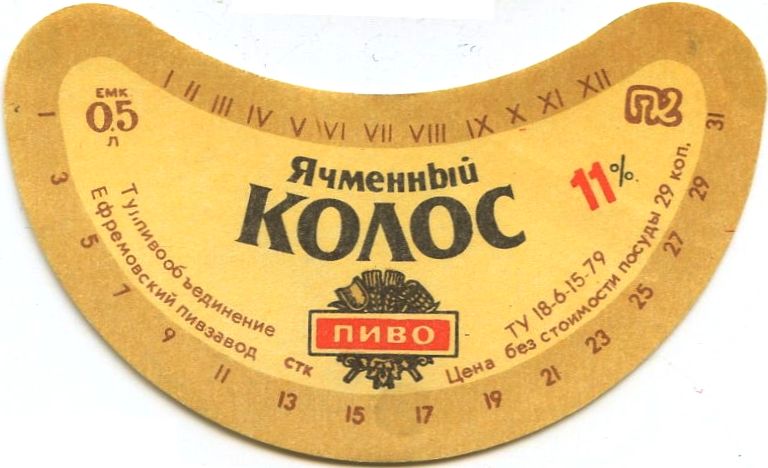 I II III IV V VI VII VIII IX X XI XII
ЕМК.
0,5
л
П2
Ячменный
КОЛОС
11%
ПИВО
Тулпивообъединение
Ефремовский пивзавод стк
ТУ 18-6-15-79
Цена без стоимости посуды 29 коп.
1 3 5 7 9 11 13 15 17 19 21 23 25 27 29 31